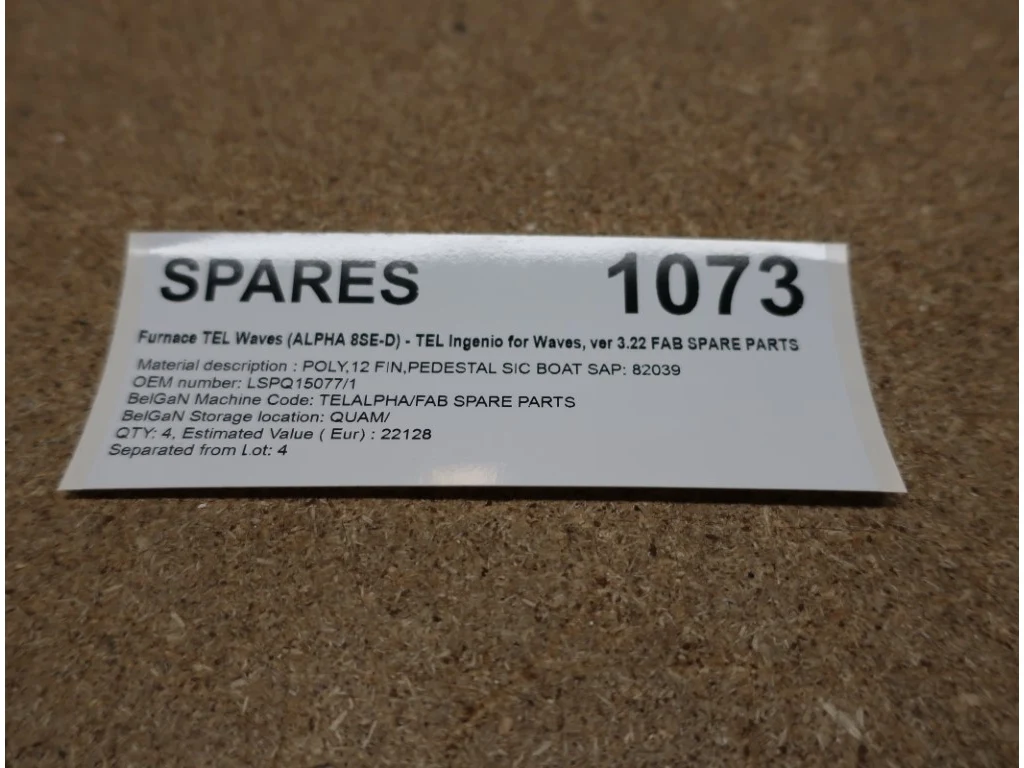 SPARES 1073
Furnace TEL Waves (ALPHA 8SE-D) - TEL Ingenio for Waves, ver 3.22 FAB SPARE PARTS
Material description : POLY,12 FIN,PEDESTAL SIC BOAT SAP: 82039
OEM number: LSPQ15077/1
BelGaN Machine Code: TELALPHA/FAB SPARE PARTS
BelGaN Storage location: QUAM/
QTY: 4, Estimated Value ( Eur) : 22128
Separated from Lot: 4